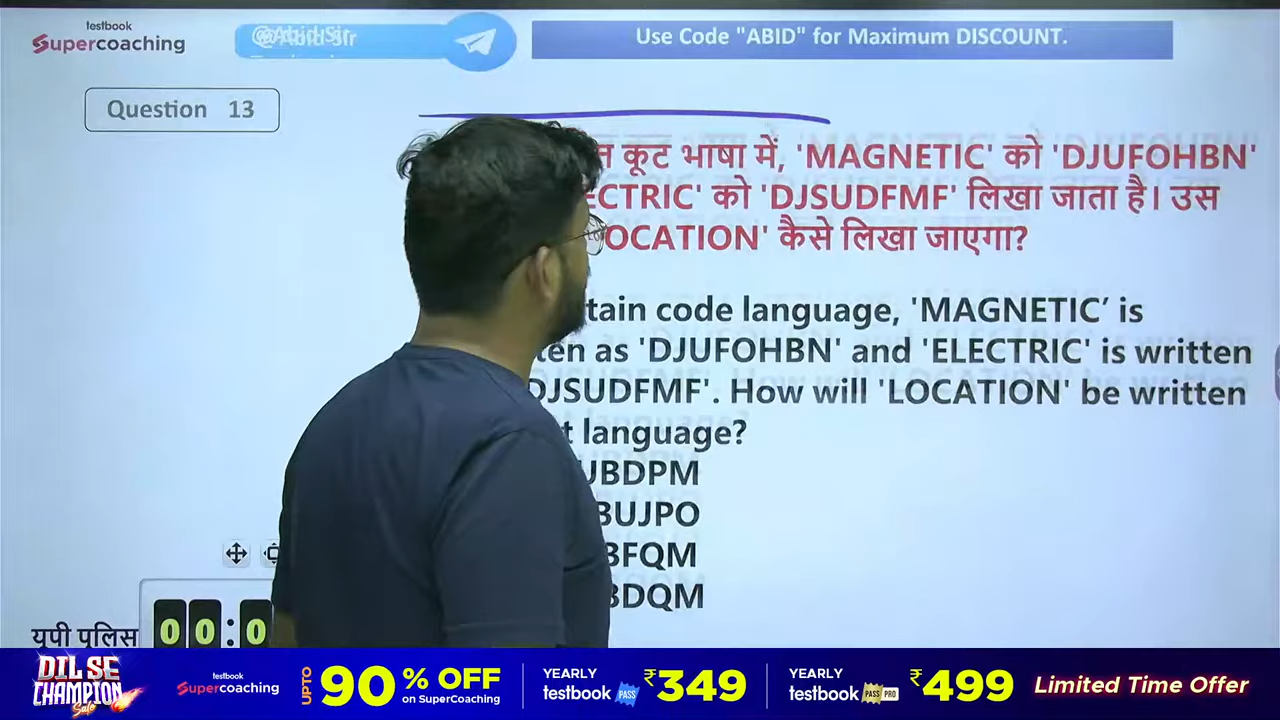 testbook
Supercoaching
@Abid Sir
Use Code "ABID" for Maximum DISCOUNT.
Question 13
कूट भाषा में, 'MAGNETIC' को 'DJUFOHBN'
ECTRIC' को 'DJSUDFMF' लिखा जाता है। उस
OCATION' कैसे लिखा जाएगा?
tain code language, 'MAGNETIC’ is
ten as 'DJUFOHBN' and 'ELECTRIC' is written
DJSUDFMF'. How will 'LOCATION' be written
t language?
UBDPM
BUJPO
BFQM
BDQM
यूपी पुलिस
00:0
DIL SE
CHAMPION
Sale
testbook
Supercoaching
UPTO 90% OFF
on SuperCoaching
YEARLY
testbook PASS
₹349
YEARLY
testbook PASS PRO
₹499
Limited Time Offer